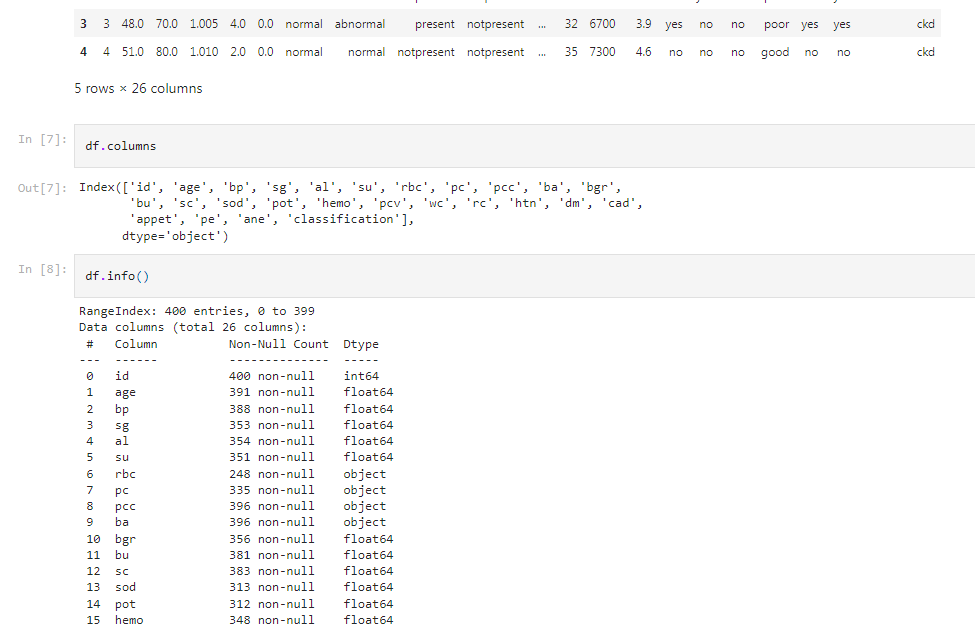 3 3 48.0 70.0 1.005 4.0 0.0 normal abnormal present notpresent ... 32 6700 3.9 yes no no poor yes yes ckd
4 4 51.0 80.0 1.010 2.0 0.0 normal normal notpresent notpresent ... 35 7300 4.6 no no no good no no ckd
5 rows × 26 columns
In [7]: df.columns
Out[7]: Index(['id', 'age', 'bp', 'sg', 'al', 'su', 'rbc', 'pc', 'pcc', 'ba', 'bgr',
'bu', 'sc', 'sod', 'pot', 'hemo', 'pcv', 'wc', 'rc', 'htn', 'dm', 'cad',
'appet', 'pe', 'ane', 'classification'],
dtype='object')
In [8]: df.info()
RangeIndex: 400 entries, 0 to 399
Data columns (total 26 columns):
# Column Non-Null Count Dtype
--- ------ -------------- -----
0 id 400 non-null int64
1 age 391 non-null float64
2 bp 388 non-null float64
3 sg 353 non-null float64
4 al 354 non-null float64
5 su 351 non-null float64
6 rbc 248 non-null object
7 pc 335 non-null object
8 pcc 396 non-null object
9 ba 396 non-null object
10 bgr 356 non-null float64
11 bu 381 non-null float64
12 sc 383 non-null float64
13 sod 313 non-null float64
14 pot 312 non-null float64
15 hemo 348 non-null float64